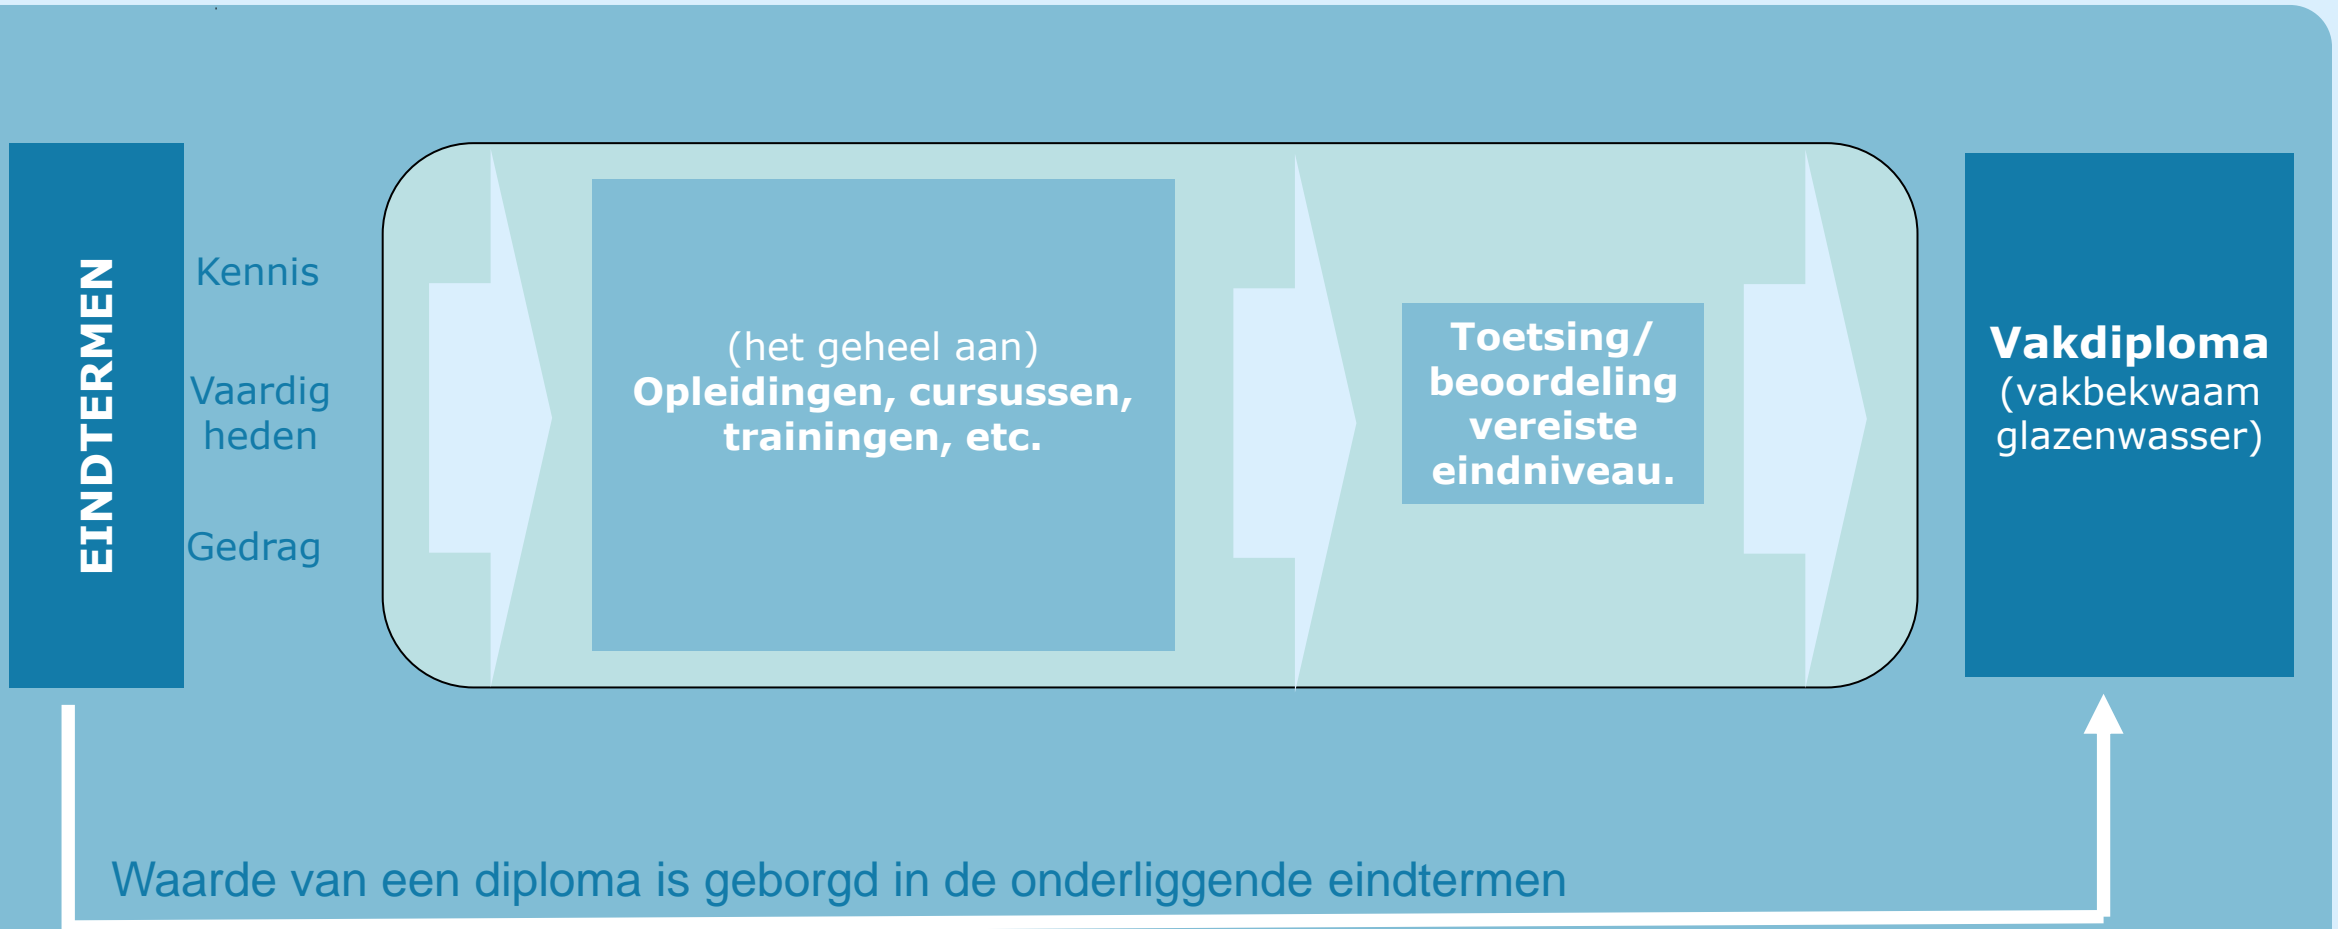 EINDTERMEN
Kennis
Vaardig
heden
Gedrag
(het geheel aan)
Opleidingen, cursussen,
trainingen, etc.
Toetsing/
beoordeling
vereiste
eindniveau.
Vakdiploma
(vakbekwaam
glazenwasser)
Waarde van een diploma is geborgd in de onderliggende eindtermen